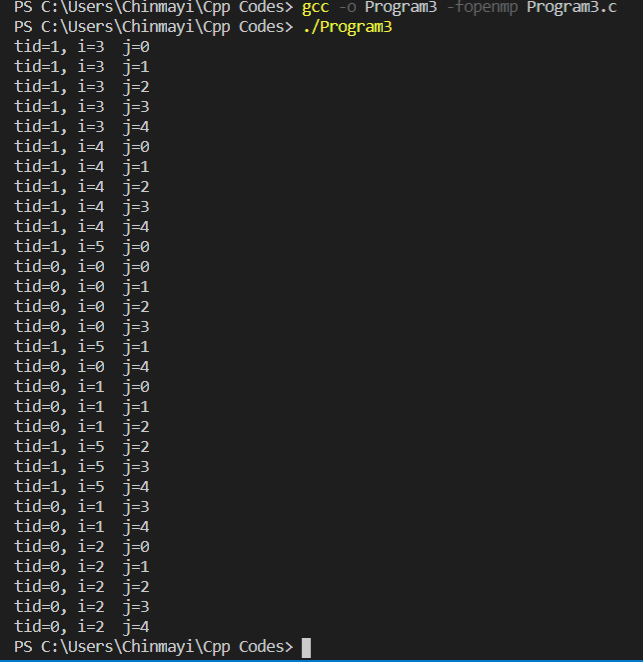 PS C:\Users\Chinmayi\Cpp Codes> gcc -o Program3 -fopenmp Program3.c
PS C:\Users\Chinmayi\Cpp Codes> ./Program3
tid=1, i=3  j=0
tid=1, i=3  j=1
tid=1, i=3  j=2
tid=1, i=3  j=3
tid=1, i=3  j=4
tid=1, i=4  j=0
tid=1, i=4  j=1
tid=1, i=4  j=2
tid=1, i=4  j=3
tid=1, i=4  j=4
tid=1, i=5  j=0
tid=0, i=0  j=0
tid=0, i=0  j=1
tid=0, i=0  j=2
tid=0, i=0  j=3
tid=1, i=5  j=1
tid=0, i=0  j=4
tid=0, i=1  j=0
tid=0, i=1  j=1
tid=0, i=1  j=2
tid=1, i=5  j=2
tid=1, i=5  j=3
tid=1, i=5  j=4
tid=0, i=1  j=3
tid=0, i=1  j=4
tid=0, i=2  j=0
tid=0, i=2  j=1
tid=0, i=2  j=2
tid=0, i=2  j=3
tid=0, i=2  j=4
PS C:\Users\Chinmayi\Cpp Codes>